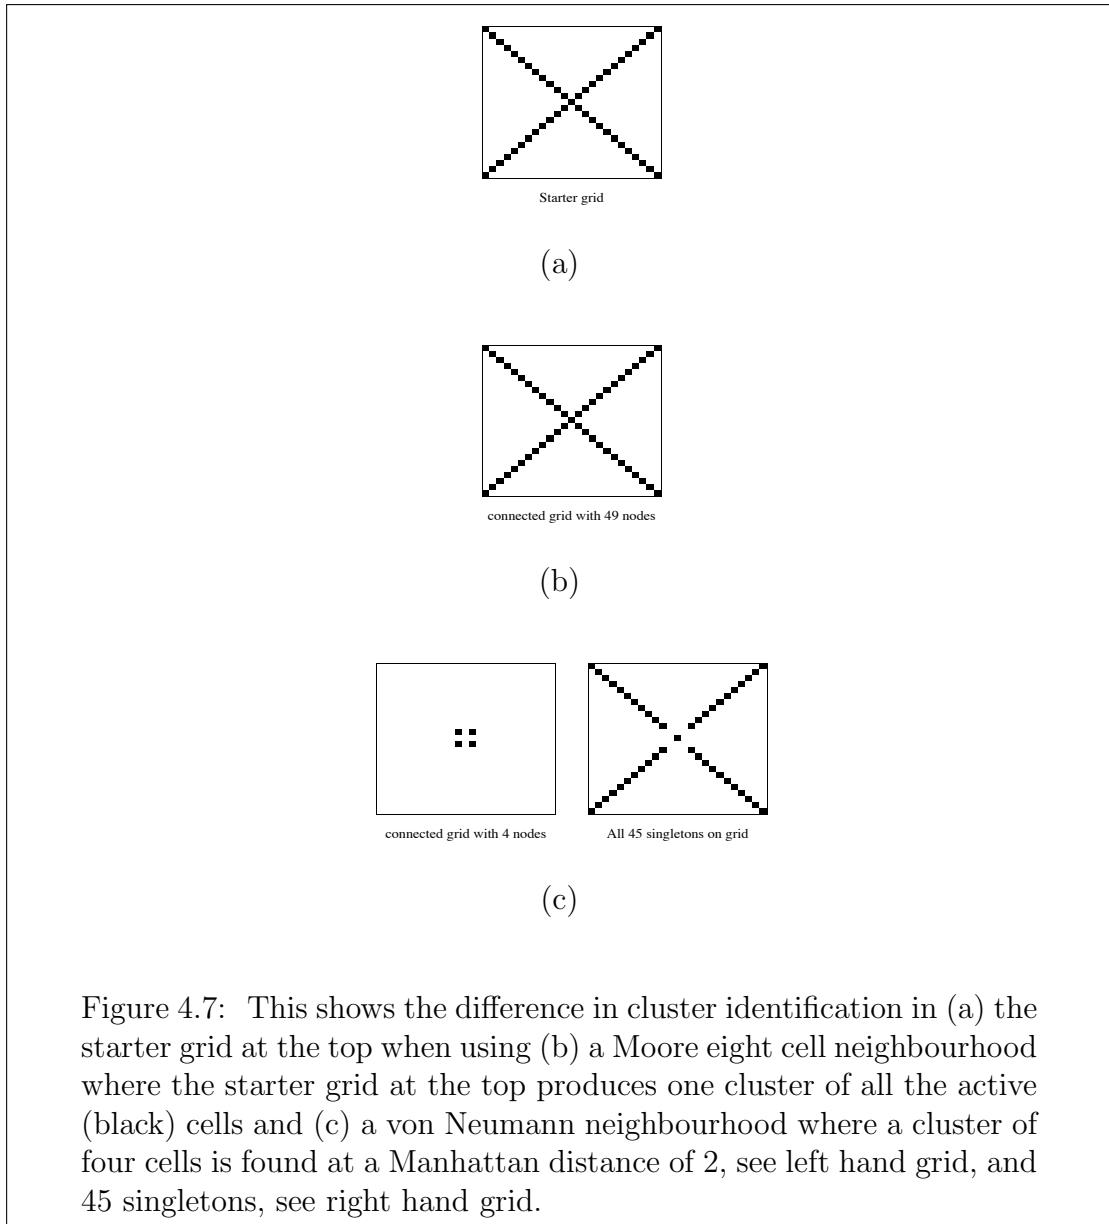 Starter grid
(a)
connected grid with 49 nodes
(b)
connected grid with 4 nodes
All 45 singletons on grid
(c)
Figure 4.7: This shows the difference in cluster identification in (a) the
starter grid at the top when using (b) a Moore eight cell neighbourhood
where the starter grid at the top produces one cluster of all the active
(black) cells and (c) a von Neumann neighbourhood where a cluster of
four cells is found at a Manhattan distance of 2, see left hand grid, and
45 singletons, see right hand grid.